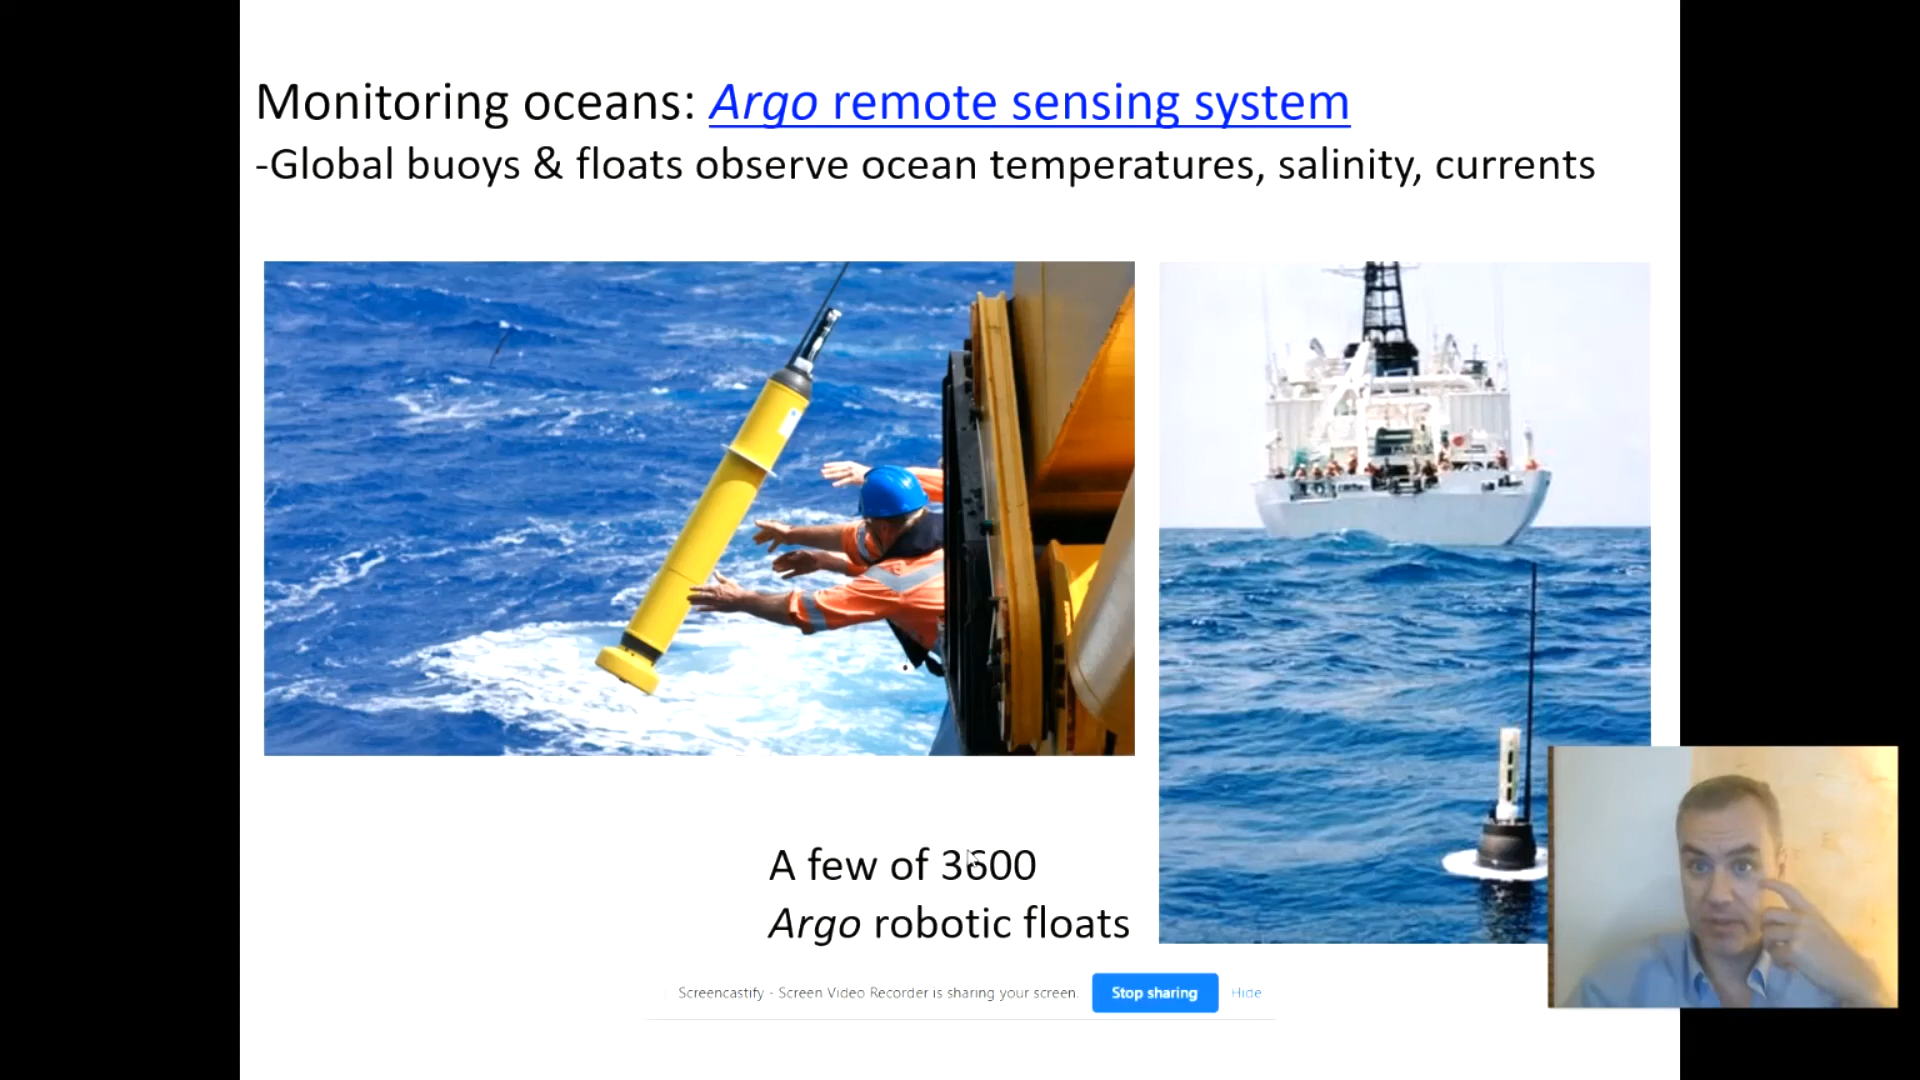 Monitoring oceans: Argo remote sensing system
-Global buoys & floats observe ocean temperatures, salinity, currents
A few of 3600
Argo robotic floats
Screencastify - Screen Video Recorder is sharing your screen.
Stop sharing
Hide